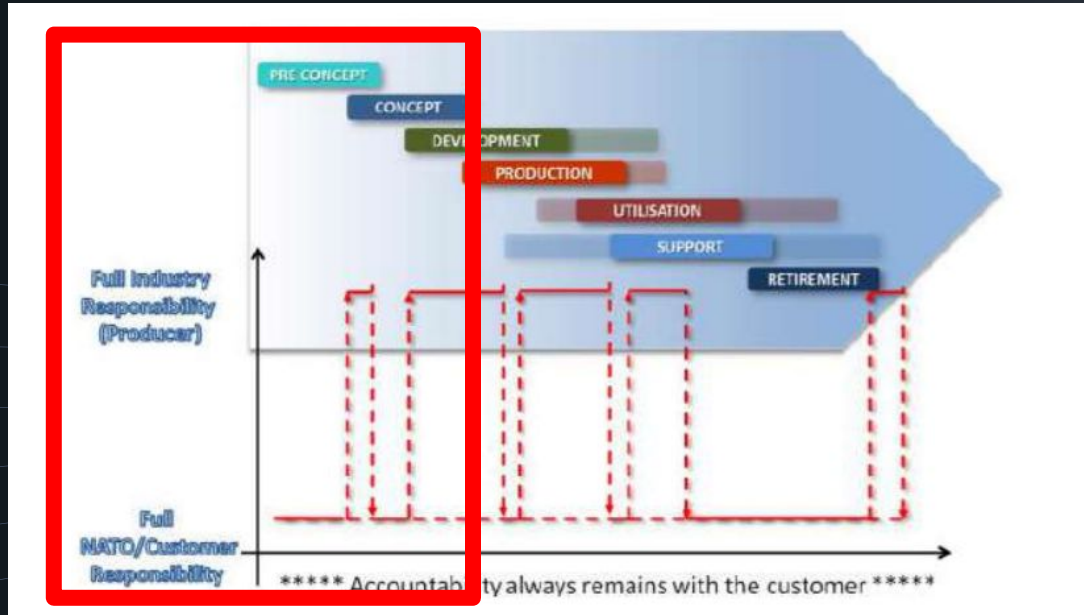 PRE CONCEPT
CONCEPT
DEVELOPMENT
PRODUCTION
UTILISATION
SUPPORT
RETIREMENT
Full Industry
Responsibility
(Producer)
Full
NATO/Customer
Responsibility
***** Accountability always remains with the customer *****